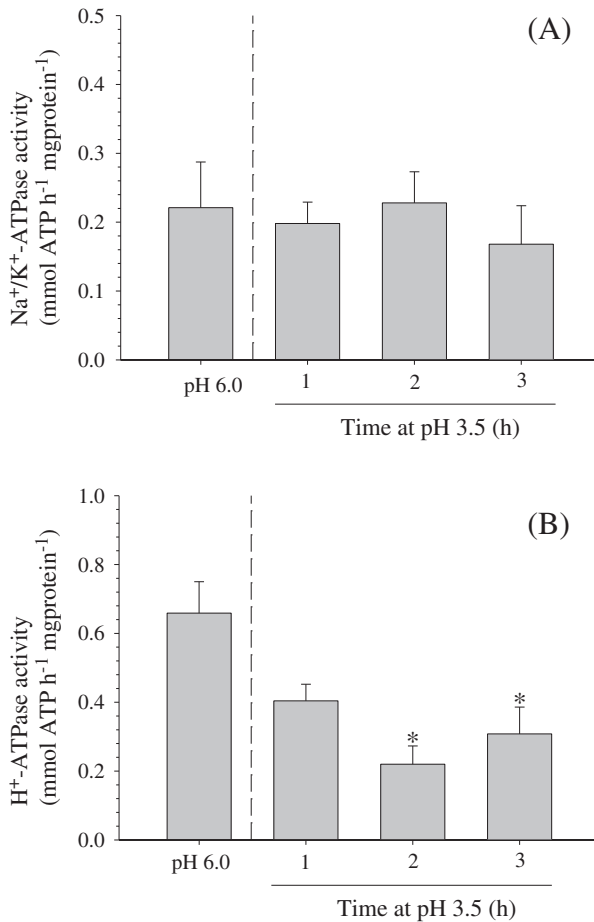 (A)
Na⁺/K⁺-ATPase activity
(mmol ATP h⁻¹ mgprotein⁻¹)
0.5
0.4
0.3
0.2
0.1
0.0
pH 6.0 1 2 3
Time at pH 3.5 (h)
(B)
H⁺-ATPase activity
(mmol ATP h⁻¹ mgprotein⁻¹)
1.0
0.8
0.6
0.4
0.2
0.0
* *
pH 6.0 1 2 3
Time at pH 3.5 (h)